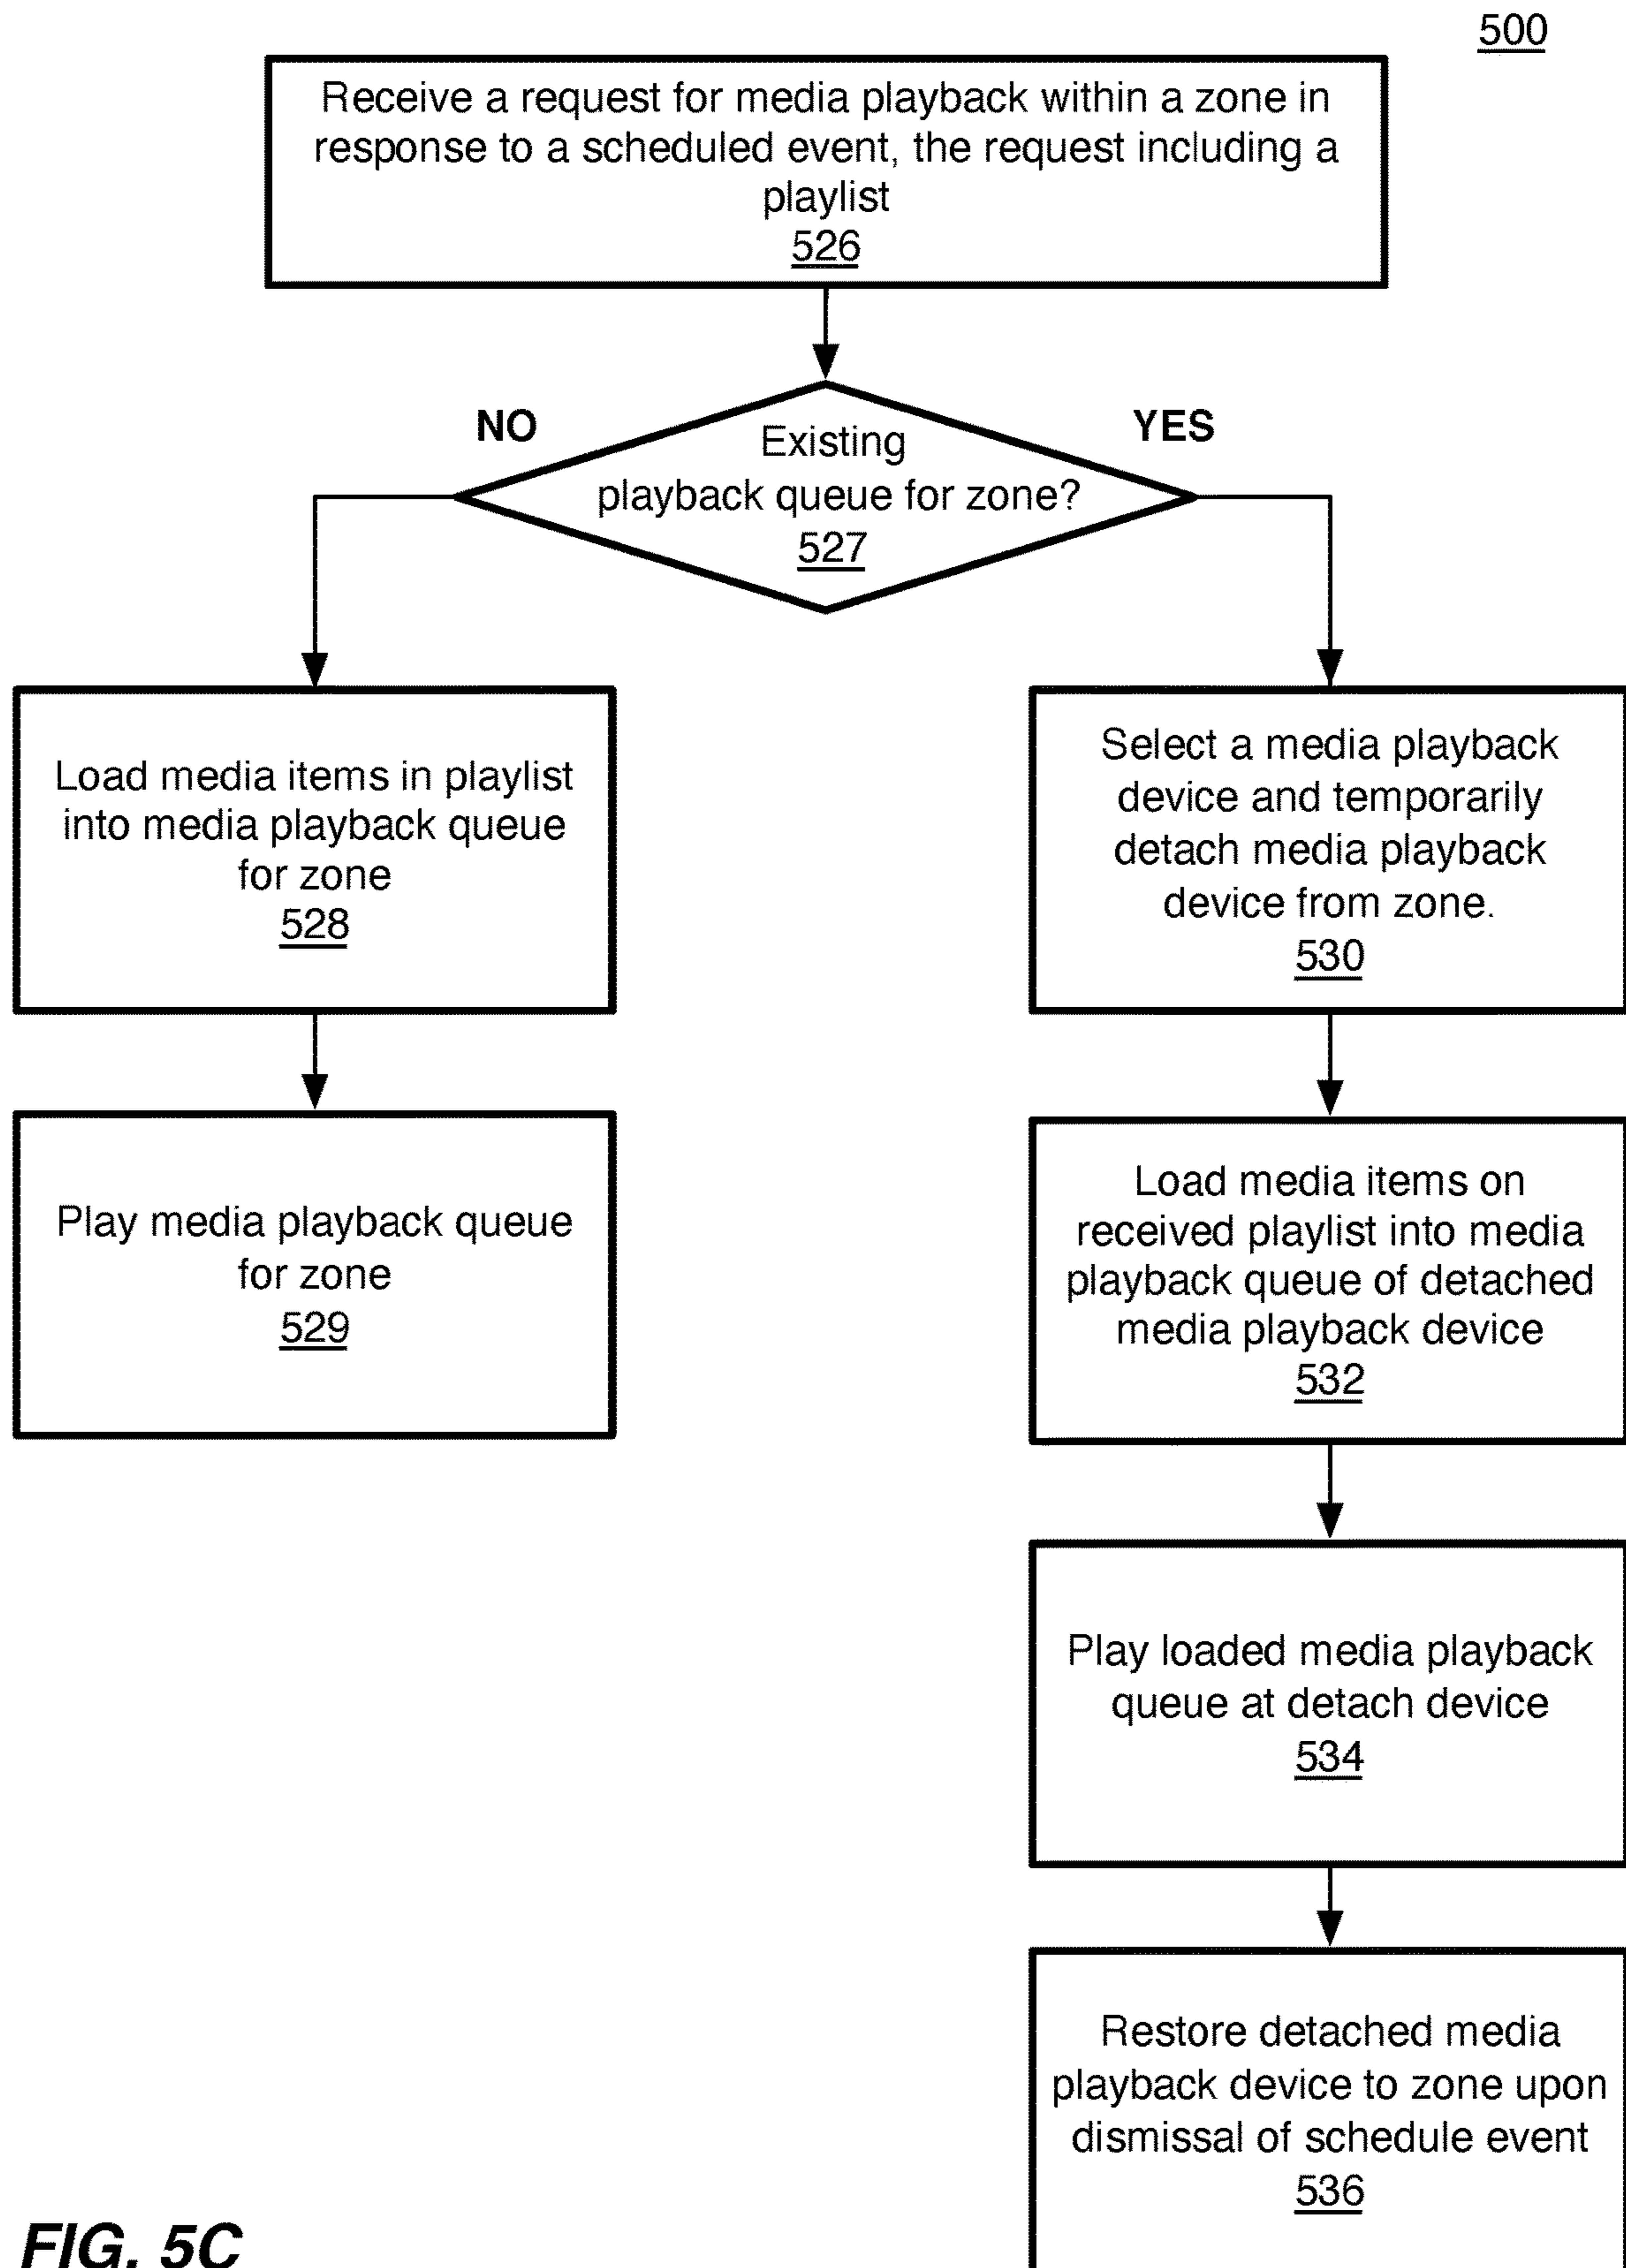 500
Receive a request for media playback within a zone in
response to a scheduled event, the request including a
playlist
526
NO
YES
Existing
playback queue for zone?
527
Load media items in playlist
into media playback queue
for zone
528
Select a media playback
device and temporarily
detach media playback
device from zone.
530
Play media playback queue
for zone
529
Load media items on
received playlist into media
playback queue of detached
media playback device
532
Play loaded media playback
queue at detach device
534
Restore detached media
playback device to zone upon
dismissal of schedule event
536
FIG. 5C